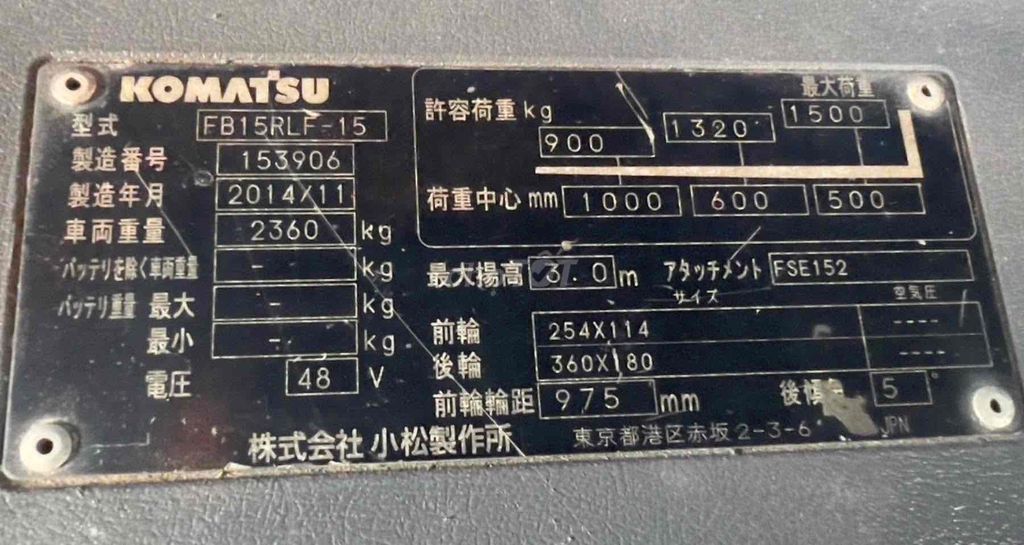 KOMATSU
型式 FB15RLF-15
製造番号 153906
製造年月 2014/11
車両重量 2360 kg
バッテリを除く車両重量 - kg
バッテリ重量 最大 - kg
最小 - kg
電圧 48 V
最大荷重
許容荷重 kg 900 1320 1500
荷重中心 mm 1000 600 500
最大揚高 3.0 m アタッチメント FSE152
サイズ 空気圧
前輪 254X114 ----
後輪 360X180 ----
前輪輪距 975 mm 後傾 5°
株式会社 小松製作所 東京都港区赤坂2-3-6 JPN